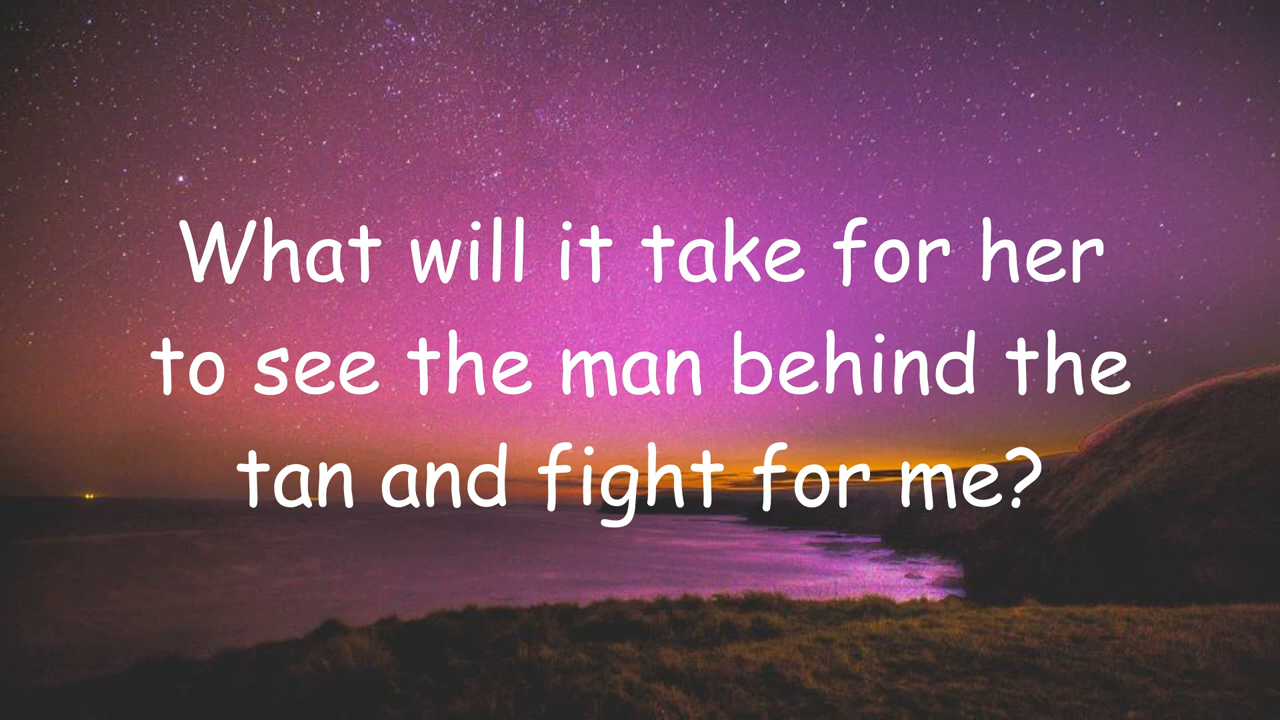 What will it take for her
to see the man behind the
tan and fight for me?